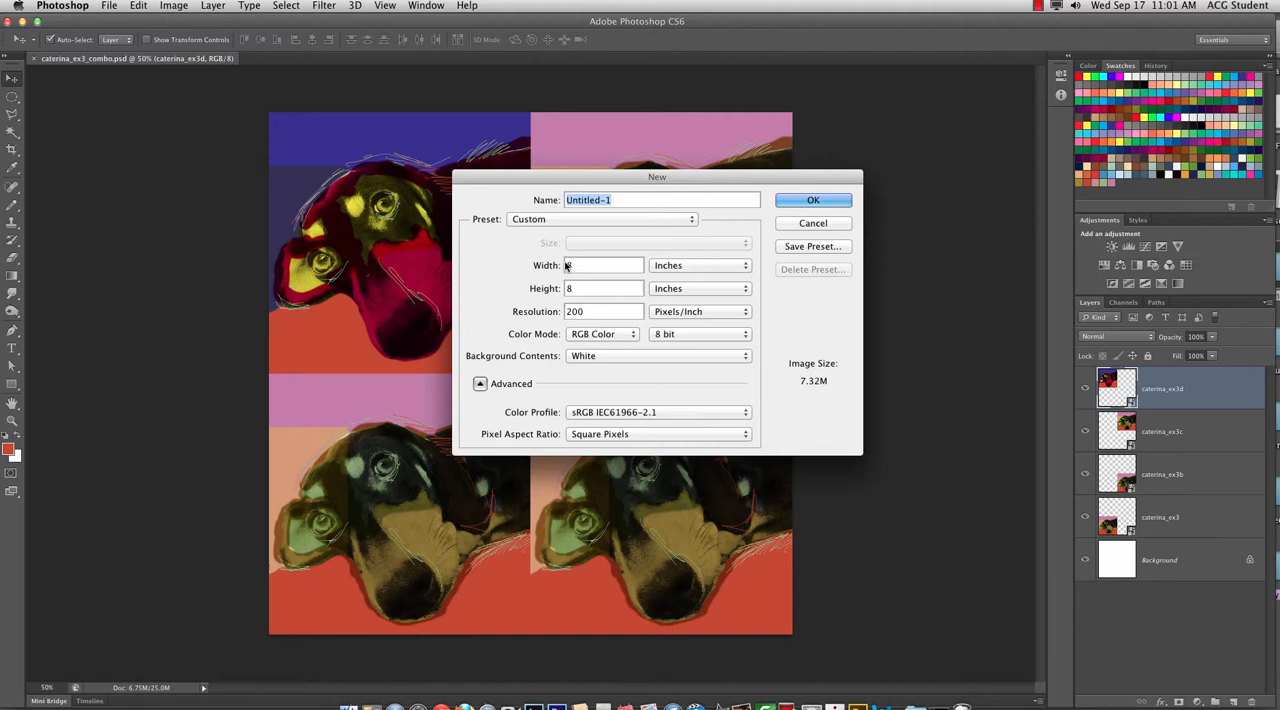 Photoshop File Edit Image Layer Type Select Filter 3D View Window Help Wed Sep 17 11:01 AM ACG Student
Adobe Photoshop CS6
Auto-Select: Layer Show Transform Controls 3D Mode: Essentials
× caterina_ex3_combo.psd @ 50% (caterina_ex3d, RGB/8)
Color Swatches History
New
Name: Untitled-1 OK
Preset: Custom Cancel
Size: Save Preset...
Width: 8 Inches Delete Preset...
Height: 8 Inches
Resolution: 200 Pixels/Inch
Color Mode: RGB Color 8 bit
Background Contents: White
Image Size:
7.32M
Advanced
Color Profile: sRGB IEC61966-2.1
Pixel Aspect Ratio: Square Pixels
Adjustments Styles
Add an adjustment
Layers Channels Paths
Kind
Normal Opacity: 100%
Lock: Fill: 100%
caterina_ex3d
caterina_ex3c
caterina_ex3b
caterina_ex3
Background
50% Doc: 6.75M/25.0M
Mini Bridge Timeline